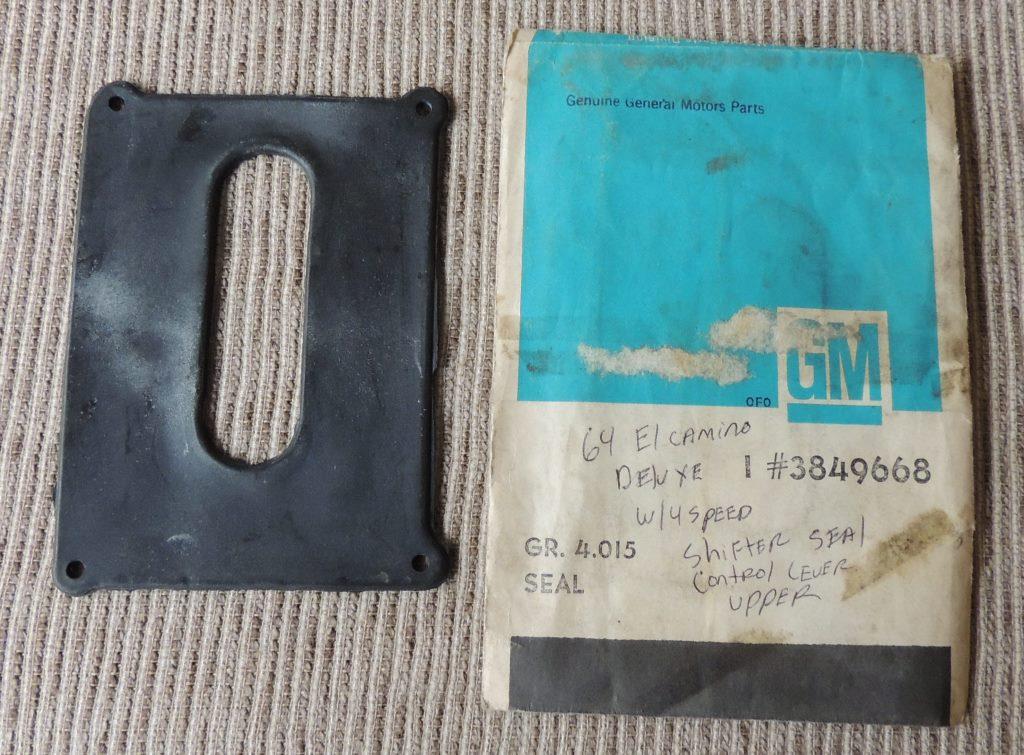 Genuine General Motors Parts
GM
OFO
64 El CAMINO
DELUXE 1 #3849668
W/4 SPEED
GR. 4.015 ShiFTER SEAl
SEAL CONTROl LEVER
UPPER